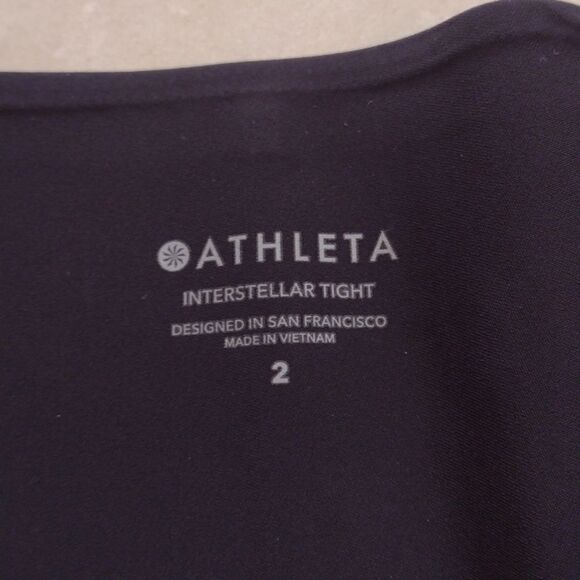 ATHLETA
INTERSTELLAR TIGHT
DESIGNED IN SAN FRANCISCO
MADE IN VIETNAM
2